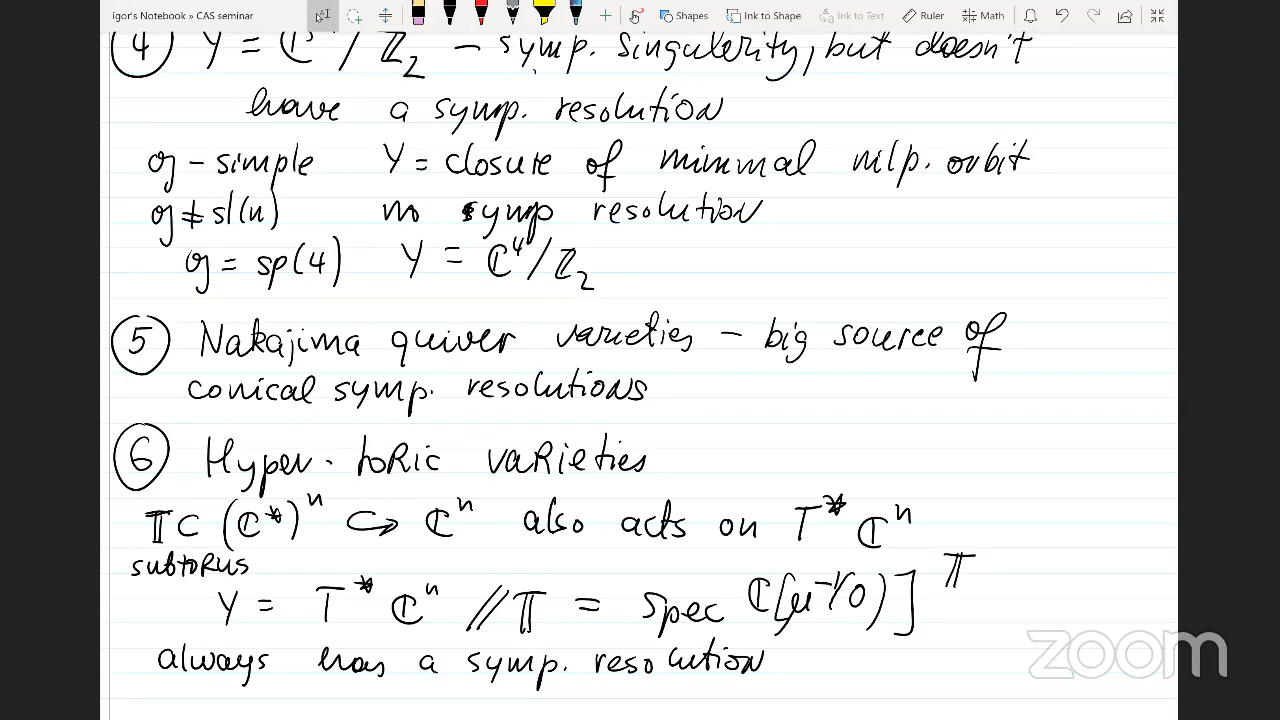 igor's Notebook » CAS seminar Shapes Ink to Shape Ink to Text Ruler Math
④ Y = ℂ / ℤ₂ – symp. singularity, but doesn't
have a symp. resolution
𝔤 – simple Y = closure of minimal nilp. orbit
𝔤 ≠ sl(n) no symp resolution
𝔤 = sp(4) Y = ℂ⁴/ℤ₂
⑤ Nakajima quiver varieties – big source of
conical symp. resolutions
⑥ Hyper-toric varieties
𝕋 ⊂ (ℂ*)ⁿ ↪ ℂⁿ also acts on T*ℂⁿ
subtorus
Y = T*ℂⁿ // 𝕋 = spec ℂ[μ⁻¹(0)]^𝕋
always has a symp. resolution
zoom